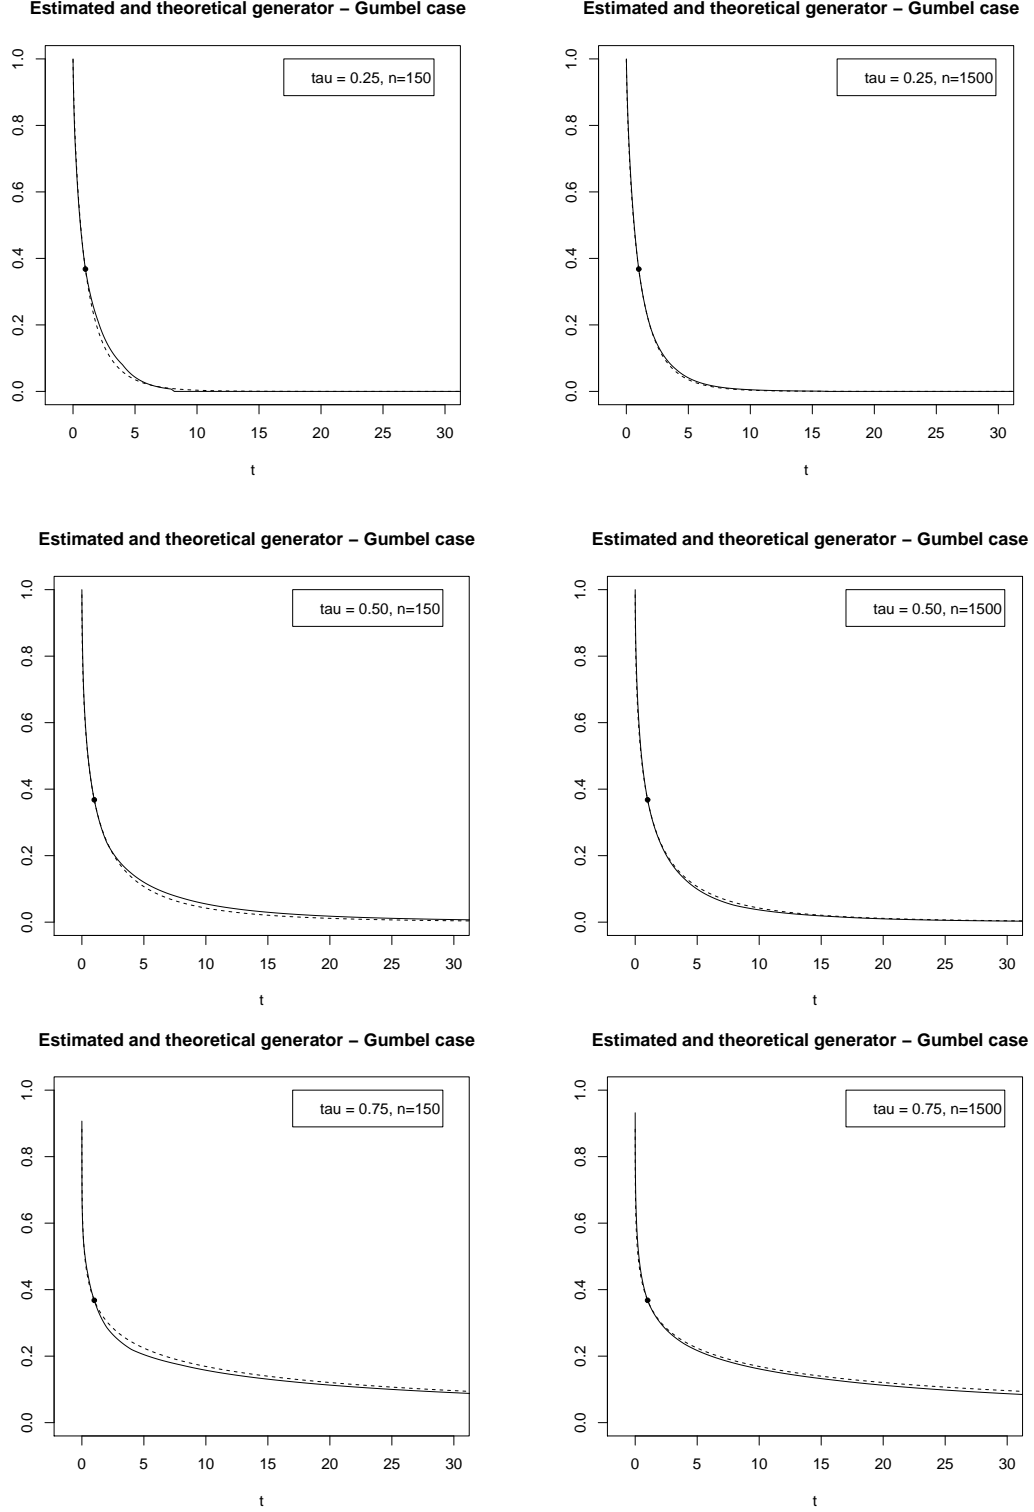 Estimated and theoretical generator – Gumbel case
tau = 0.25, n=150
0.0 0.2 0.4 0.6 0.8 1.0
0 5 10 15 20 25 30
t
Estimated and theoretical generator – Gumbel case
tau = 0.25, n=1500
0.0 0.2 0.4 0.6 0.8 1.0
0 5 10 15 20 25 30
t
Estimated and theoretical generator – Gumbel case
tau = 0.50, n=150
0.0 0.2 0.4 0.6 0.8 1.0
0 5 10 15 20 25 30
t
Estimated and theoretical generator – Gumbel case
tau = 0.50, n=1500
0.0 0.2 0.4 0.6 0.8 1.0
0 5 10 15 20 25 30
t
Estimated and theoretical generator – Gumbel case
tau = 0.75, n=150
0.0 0.2 0.4 0.6 0.8 1.0
0 5 10 15 20 25 30
t
Estimated and theoretical generator – Gumbel case
tau = 0.75, n=1500
0.0 0.2 0.4 0.6 0.8 1.0
0 5 10 15 20 25 30
t